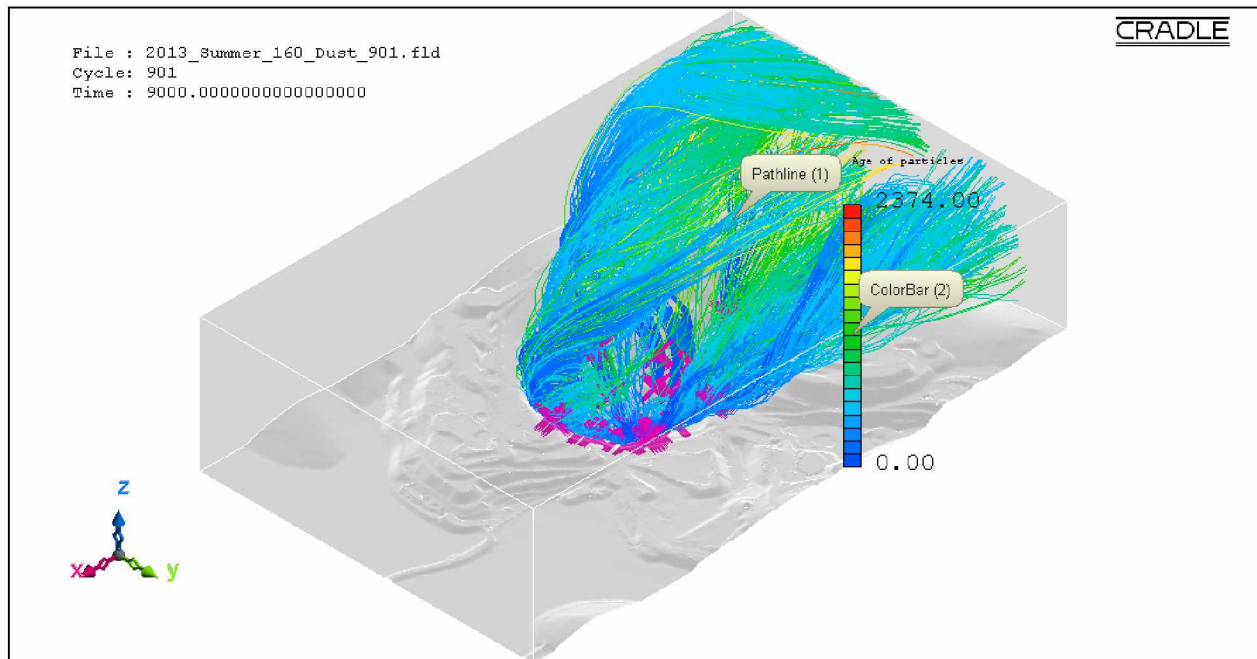 CRADLE
File : 2013_Summer_160_Dust_901.fld
Cycle: 901
Time : 9000.0000000000000000
Age of particles
Pathline (1)
2374.00
ColorBar (2)
0.00
z
x
y